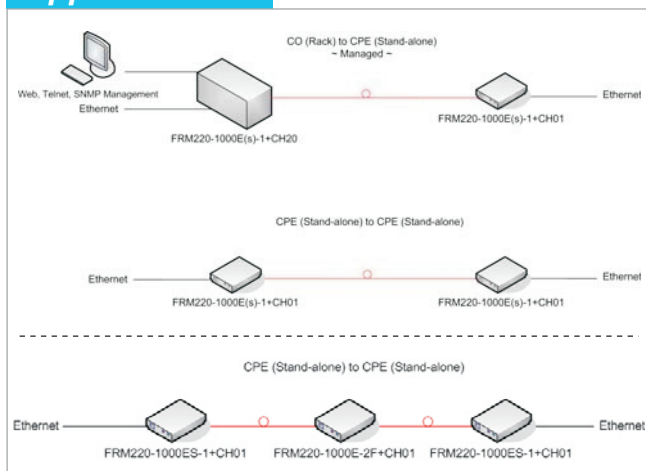 CO (Rack) to CPE (Stand-alone)
~ Managed ~
Web, Telnet, SNMP Management
Ethernet
Ethernet
FRM220-1000E(s)-1+CH20
FRM220-1000E(s)-1+CH01
CPE (Stand-alone) to CPE (Stand-alone)
Ethernet
Ethernet
FRM220-1000E(s)-1+CH01
FRM220-1000E(s)-1+CH01
CPE (Stand-alone) to CPE (Stand-alone)
Ethernet
Ethernet
FRM220-1000ES-1+CH01
FRM220-1000E-2F+CH01
FRM220-1000ES-1+CH01